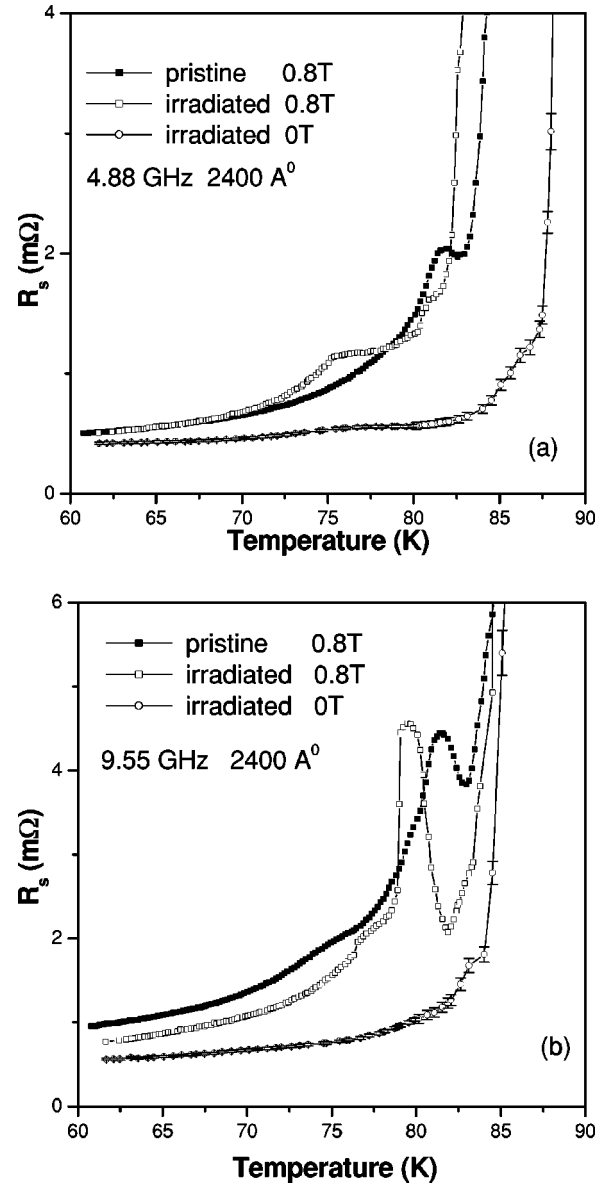 4
pristine 0.8T
irradiated 0.8T
irradiated 0T
4.88 GHz 2400 A⁰
2
R_s (mΩ)
(a)
0
60 65 70 75 80 85 90
Temperature (K)
6
pristine 0.8T
irradiated 0.8T
irradiated 0T
9.55 GHz 2400 A⁰
4
R_s (mΩ)
2
(b)
0
60 65 70 75 80 85 90
Temperature (K)